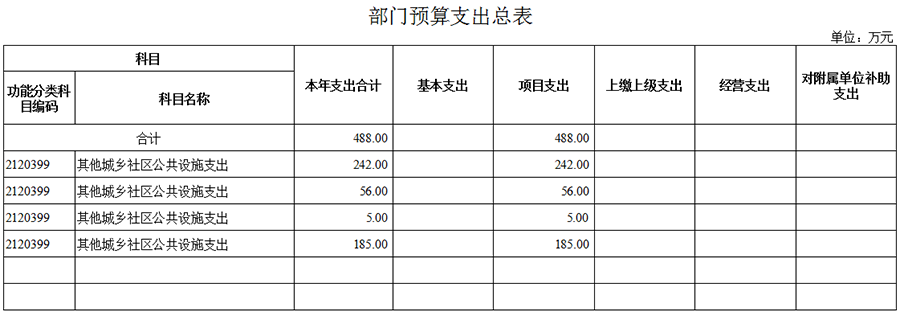 部门预算支出总表
单位：万元
科目
本年支出合计 基本支出 项目支出 上缴上级支出 经营支出 对附属单位补助
支出
功能分类科
目编码
科目名称
合计 488.00 488.00
2120399 其他城乡社区公共设施支出 242.00 242.00
2120399 其他城乡社区公共设施支出 56.00 56.00
2120399 其他城乡社区公共设施支出 5.00 5.00
2120399 其他城乡社区公共设施支出 185.00 185.00